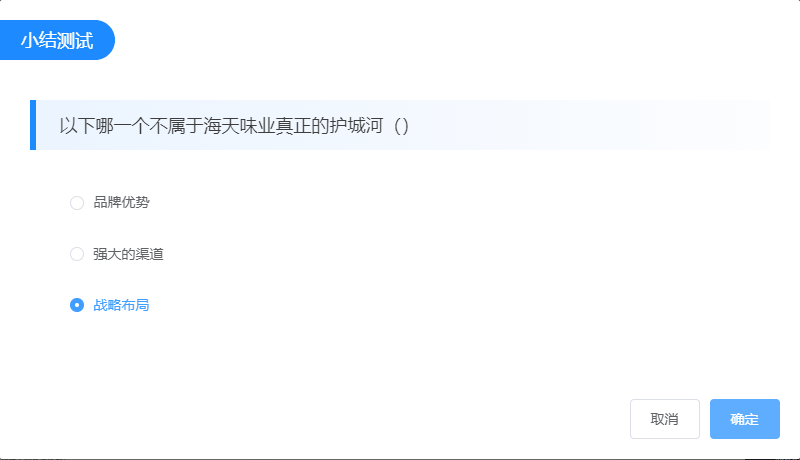 小结测试
以下哪一个不属于海天味业真正的护城河（）
品牌优势
强大的渠道
战略布局
取消
确定